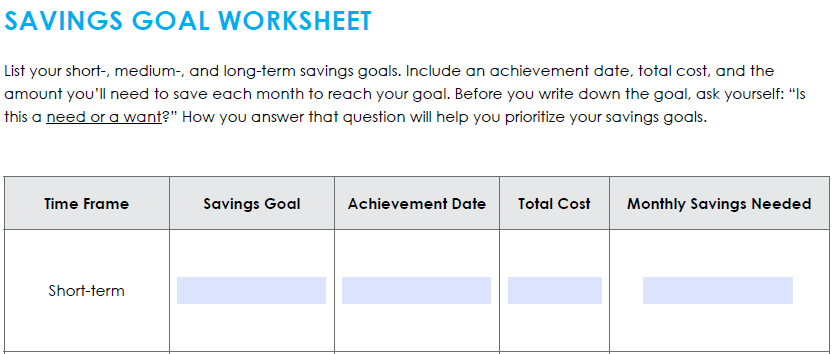 SAVINGS GOAL WORKSHEET
List your short-, medium-, and long-term savings goals. Include an achievement date, total cost, and the
amount you’ll need to save each month to reach your goal. Before you write down the goal, ask yourself: “Is
this a need or a want?” How you answer that question will help you prioritize your savings goals.
Time Frame Savings Goal Achievement Date Total Cost Monthly Savings Needed
Short-term